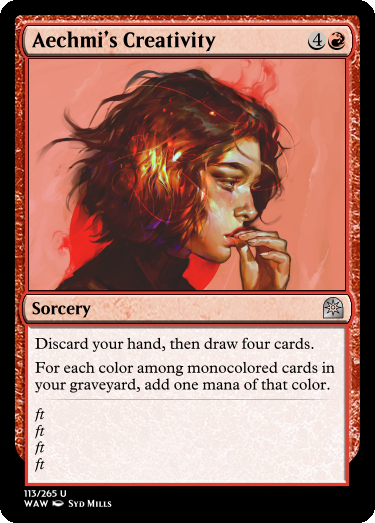 Aechmi's Creativity 4
Sorcery
Discard your hand, then draw four cards.
For each color among monocolored cards in
your graveyard, add one mana of that color.
ft
ft
ft
ft
113/265 U
WAW Syd Mills